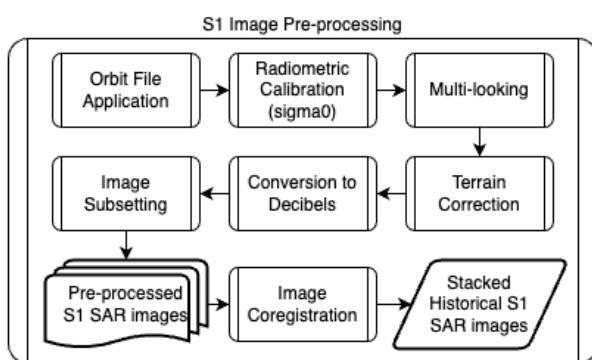 S1 Image Pre-processing
Orbit File
Application
Radiometric
Calibration
(sigma0)
Multi-looking
Terrain
Correction
Conversion to
Decibels
Image
Subsetting
Pre-processed
S1 SAR images
Image
Coregistration
Stacked
Historical S1
SAR images